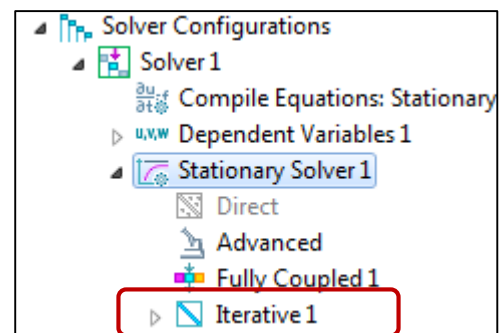 Solver Configurations
Solver 1
∂u/∂t=f Compile Equations: Stationary
u,v,w Dependent Variables 1
Stationary Solver 1
Direct
Advanced
Fully Coupled 1
Iterative 1